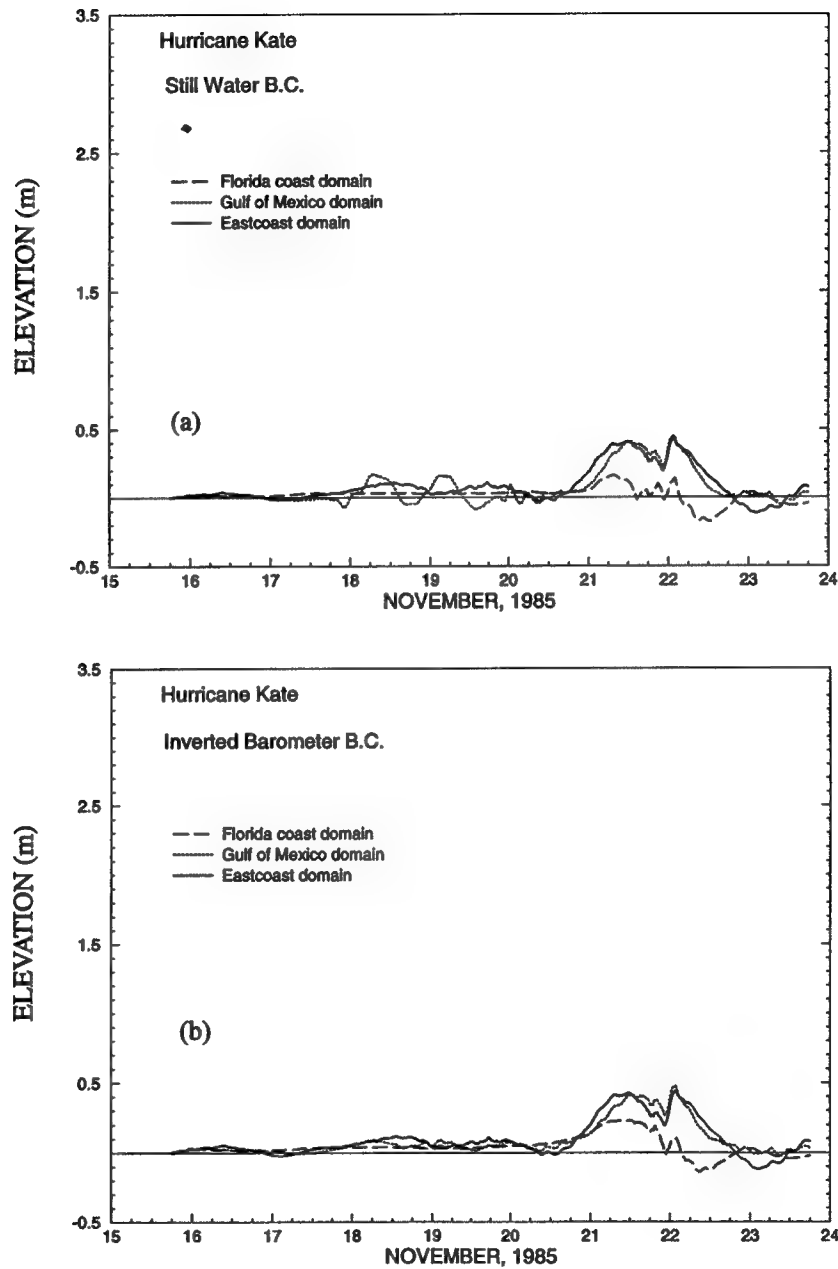 3.5
Hurricane Kate
Still Water B.C.
2.5
Florida coast domain
Gulf of Mexico domain
Eastcoast domain
1.5
ELEVATION (m)
0.5
(a)
-0.5
15 16 17 18 19 20 21 22 23 24
NOVEMBER, 1985
3.5
Hurricane Kate
Inverted Barometer B.C.
2.5
Florida coast domain
Gulf of Mexico domain
Eastcoast domain
1.5
ELEVATION (m)
(b)
0.5
-0.5
15 16 17 18 19 20 21 22 23 24
NOVEMBER, 1985